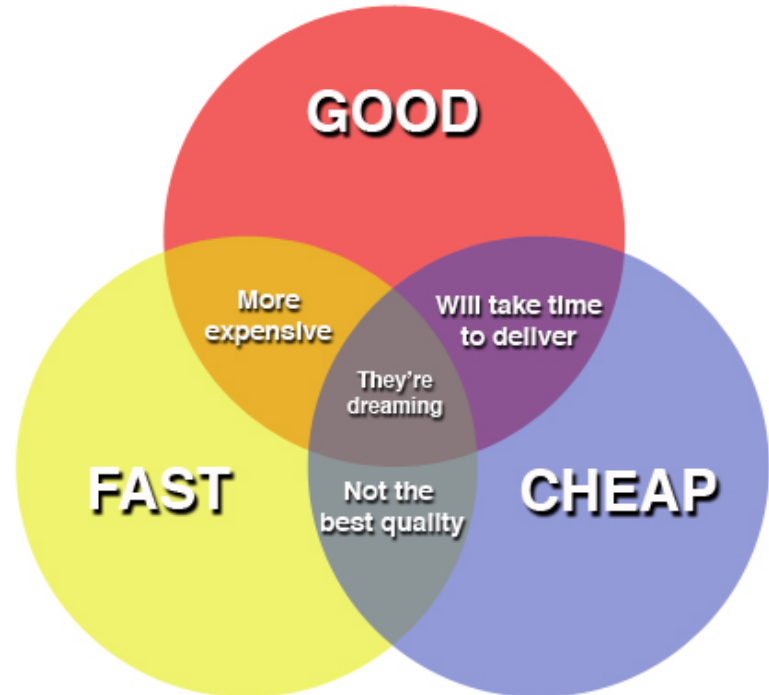 GOOD
More
expensive
Will take time
to deliver
They're
dreaming
FAST
CHEAP
Not the
best quality